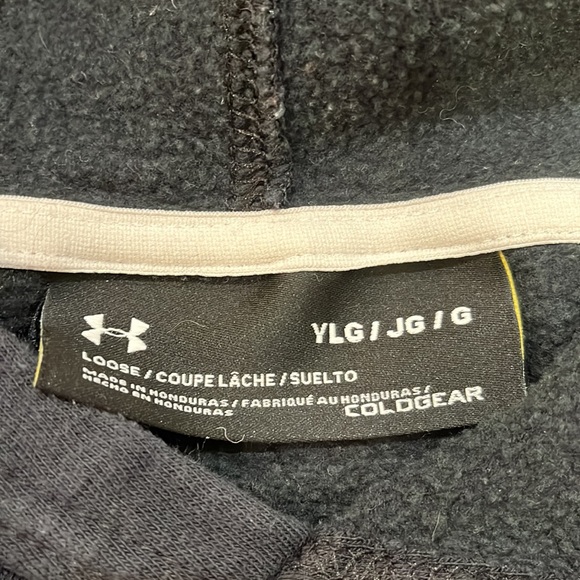 YLG / JG / G
LOOSE / COUPE LÂCHE / SUELTO
MADE IN HONDURAS / FABRIQUÉ AU HONDURAS /
HECHO EN HONDURAS
COLDGEAR